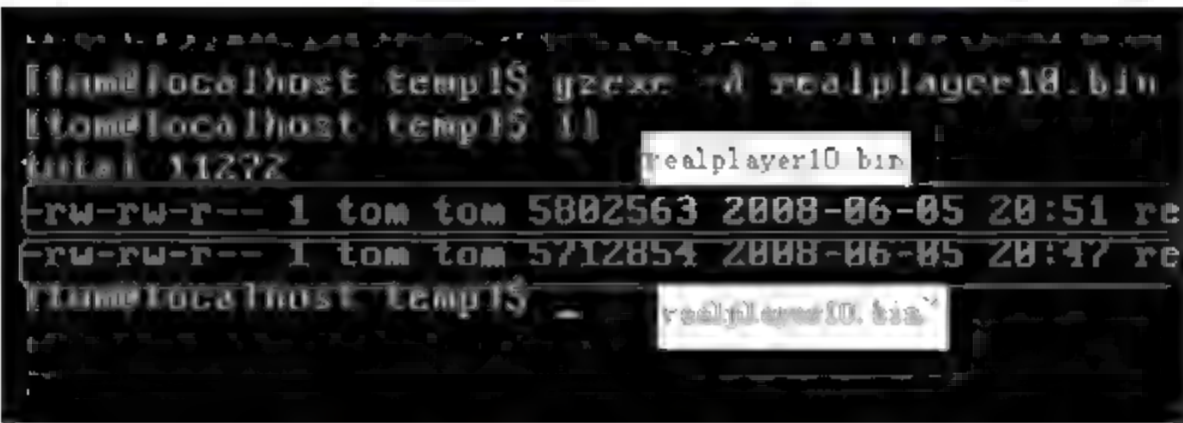 [tom@localhost temp]$ gzexe -d realplayer10.bin
[tom@localhost temp]$ ll
total 11272
realplayer10 bin
-rw-rw-r-- 1 tom tom 5802563 2008-06-05 20:51 re
-rw-rw-r-- 1 tom tom 5712854 2008-06-05 20:47 re
[tom@localhost temp]$ _
realplayer10.bin~